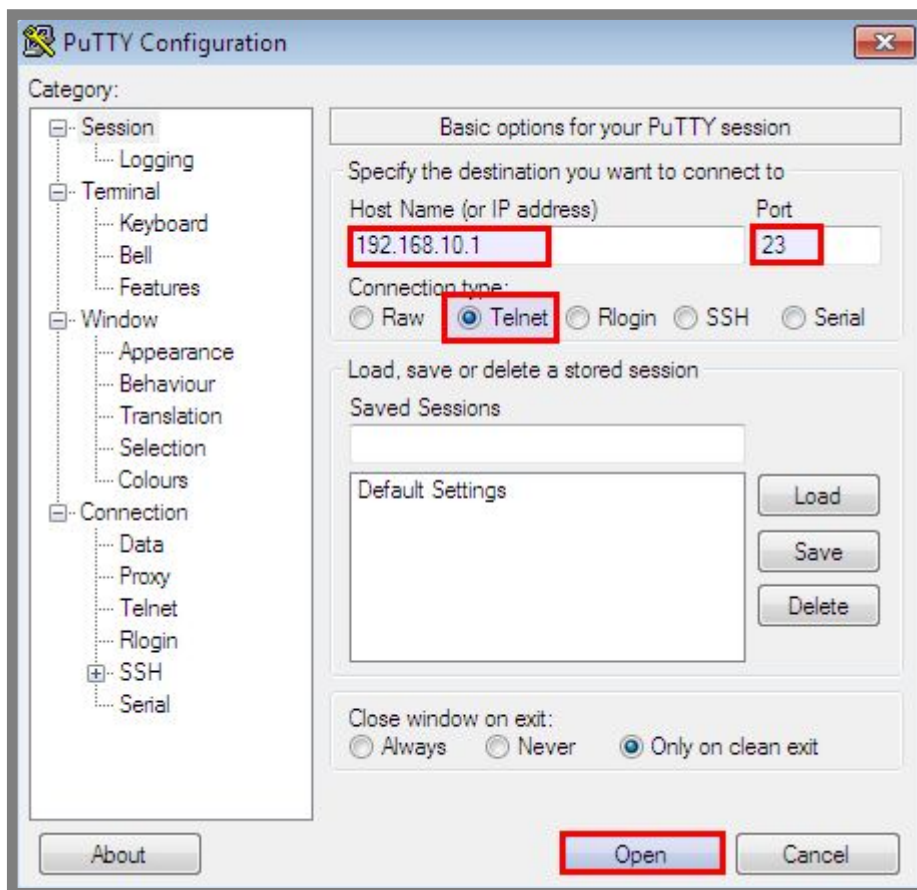 PuTTY Configuration
Category:
Session
Logging
Terminal
Keyboard
Bell
Features
Window
Appearance
Behaviour
Translation
Selection
Colours
Connection
Data
Proxy
Telnet
Rlogin
SSH
Serial
Basic options for your PuTTY session
Specify the destination you want to connect to
Host Name (or IP address) Port
192.168.10.1 23
Connection type:
Raw Telnet Rlogin SSH Serial
Load, save or delete a stored session
Saved Sessions
Default Settings
Load
Save
Delete
Close window on exit:
Always Never Only on clean exit
About Open Cancel